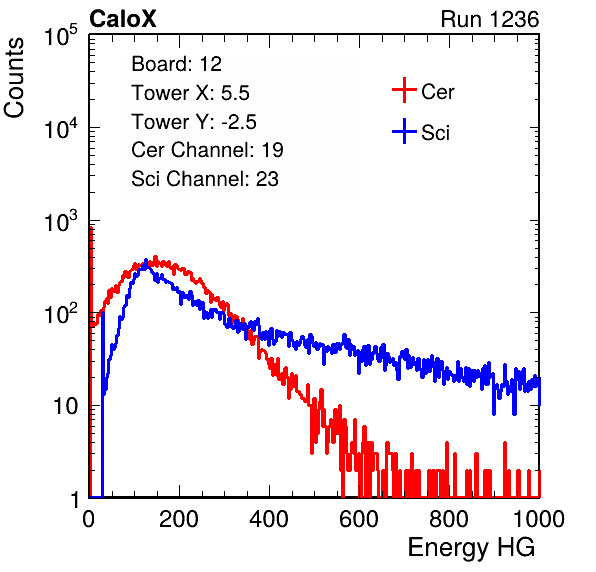 CaloX Run 1236
Counts
Board: 12
Tower X: 5.5
Tower Y: -2.5
Cer Channel: 19
Sci Channel: 23
Cer
Sci
10^5
10^4
10^3
10^2
10
1
0 200 400 600 800 1000
Energy HG